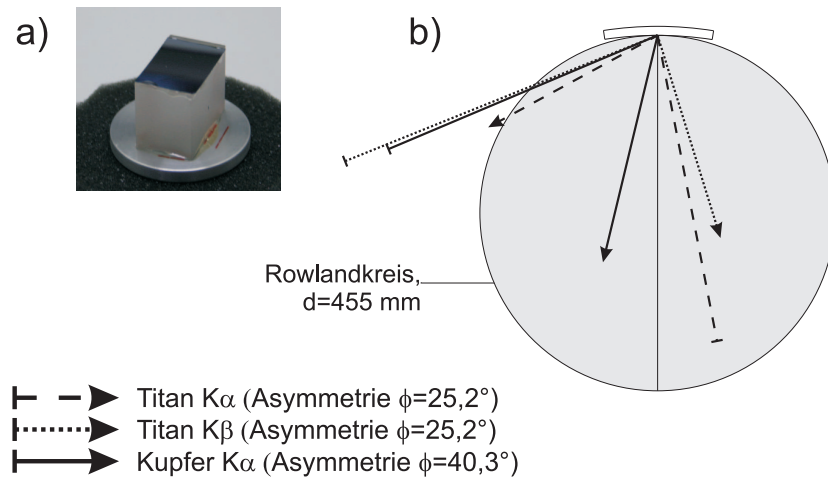 a)
b)
Rowlandkreis,
d=455 mm
Titan Kα (Asymmetrie ϕ=25,2°)
Titan Kβ (Asymmetrie ϕ=25,2°)
Kupfer Kα (Asymmetrie ϕ=40,3°)